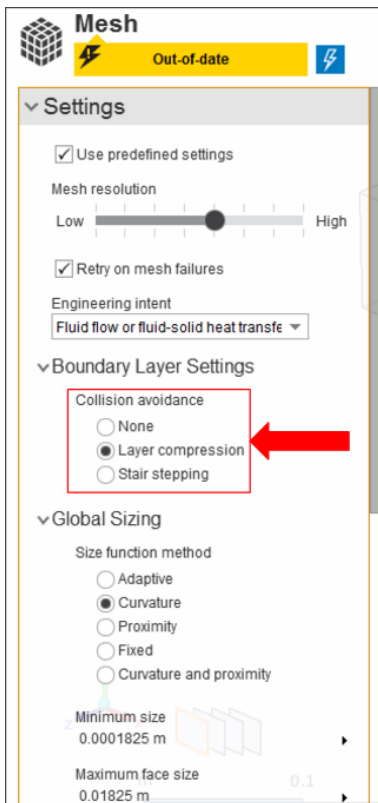 Mesh
Out-of-date
Settings
Use predefined settings
Mesh resolution
Low High
Retry on mesh failures
Engineering intent
Fluid flow or fluid-solid heat transfe
Boundary Layer Settings
Collision avoidance
None
Layer compression
Stair stepping
Global Sizing
Size function method
Adaptive
Curvature
Proximity
Fixed
Curvature and proximity
Minimum size
0.0001825 m
Maximum face size
0.1
0.01825 m